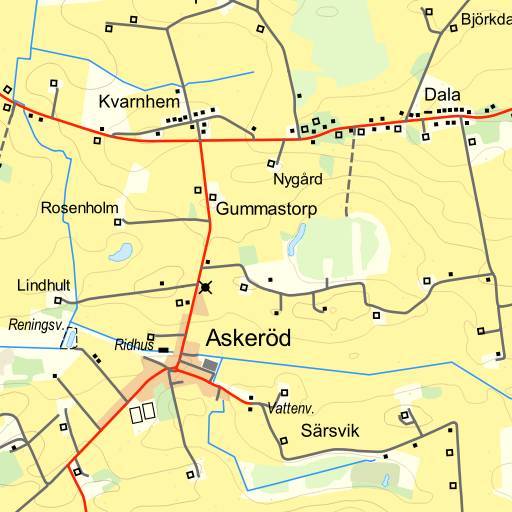 Björkda
Dala
Kvarnhem
Nygård
Rosenholm
Gummastorp
Lindhult
Reningsv.
Ridhus
Askeröd
Vattenv.
Särsvik